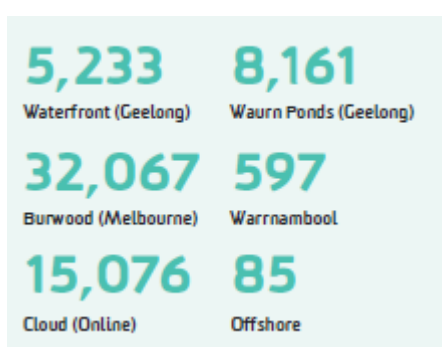 5,233 8,161
Waterfront (Geelong) Waurn Ponds (Geelong)
32,067 597
Burwood (Melbourne) Warrnambool
15,076 85
Cloud (Online) Offshore